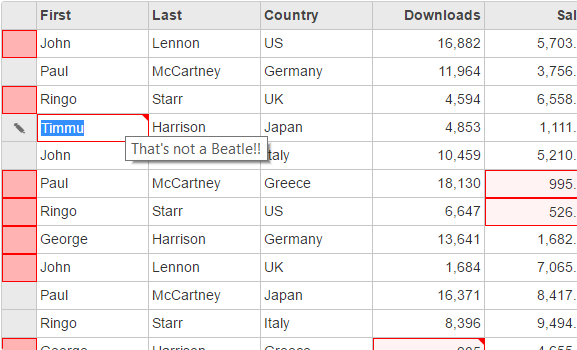 First Last Country Downloads Sal
John Lennon US 16,882 5,703.
Paul McCartney Germany 11,964 3,756.
Ringo Starr UK 4,594 6,558.
Timmu Harrison Japan 4,853 1,111.
That's not a Beatle!!
John Italy 10,459 5,210.
Paul McCartney Greece 18,130 995.
Ringo Starr US 6,647 526.
George Harrison Germany 13,641 1,682.
John Lennon UK 1,684 7,065.
Paul McCartney Japan 16,371 8,417.
Ringo Starr Italy 8,396 9,494.
George Harrison Greece 4,655.